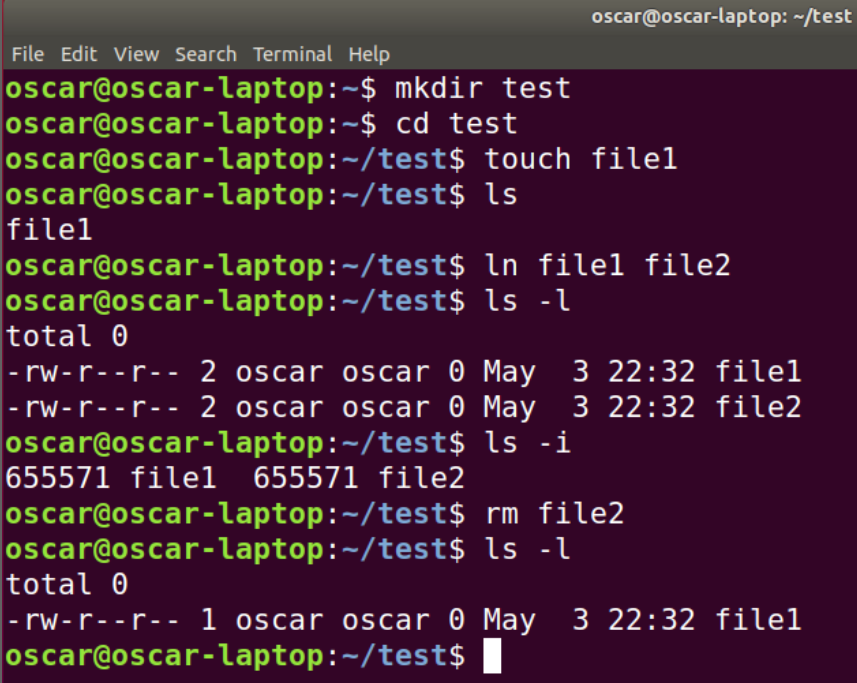 oscar@oscar-laptop: ~/test
File Edit View Search Terminal Help
oscar@oscar-laptop:~$ mkdir test
oscar@oscar-laptop:~$ cd test
oscar@oscar-laptop:~/test$ touch file1
oscar@oscar-laptop:~/test$ ls
file1
oscar@oscar-laptop:~/test$ ln file1 file2
oscar@oscar-laptop:~/test$ ls -l
total 0
-rw-r--r-- 2 oscar oscar 0 May  3 22:32 file1
-rw-r--r-- 2 oscar oscar 0 May  3 22:32 file2
oscar@oscar-laptop:~/test$ ls -i
655571 file1  655571 file2
oscar@oscar-laptop:~/test$ rm file2
oscar@oscar-laptop:~/test$ ls -l
total 0
-rw-r--r-- 1 oscar oscar 0 May  3 22:32 file1
oscar@oscar-laptop:~/test$